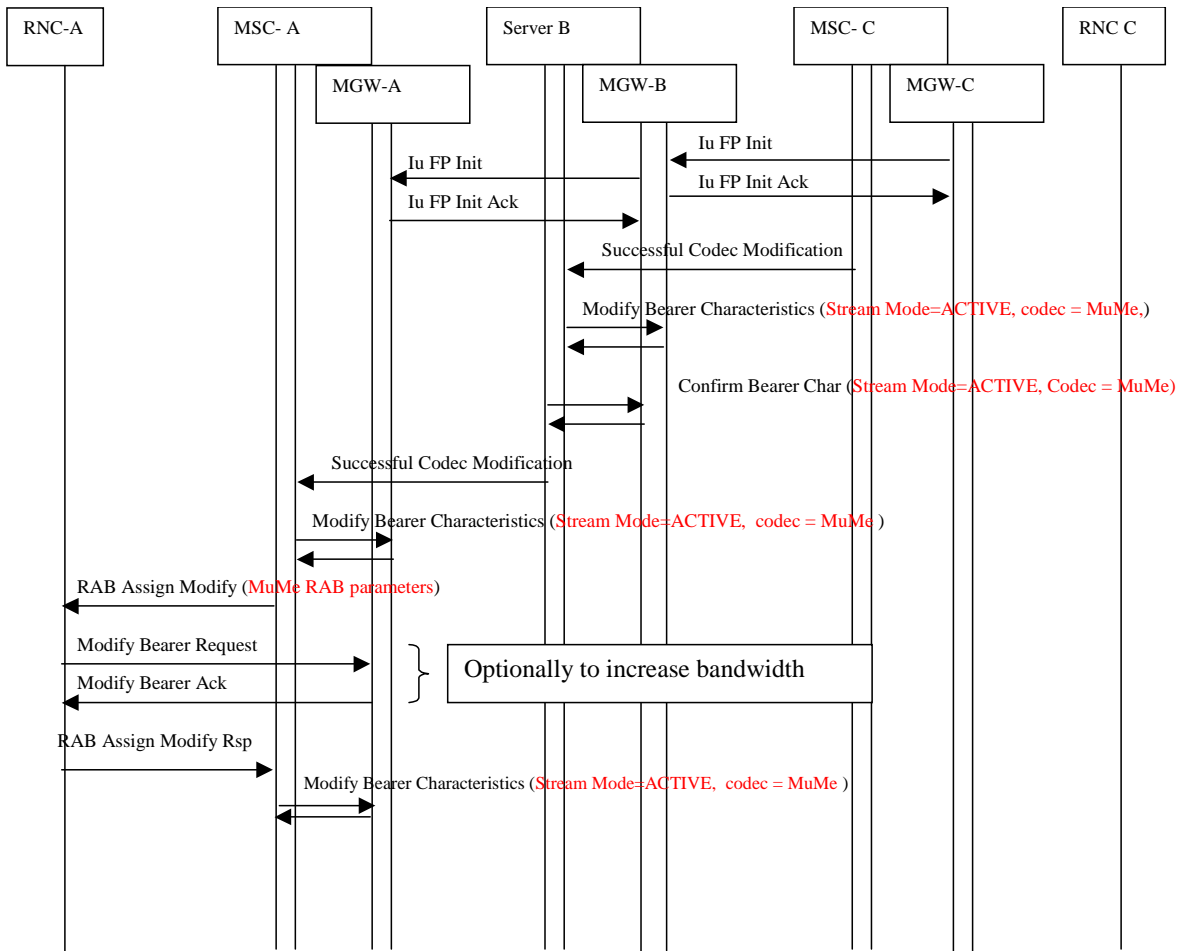 RNC-A
MSC- A
Server B
MSC- C
RNC C
MGW-A
MGW-B
MGW-C
Iu FP Init
Iu FP Init
Iu FP Init Ack
Iu FP Init Ack
Successful Codec Modification
Modify Bearer Characteristics (Stream Mode=ACTIVE, codec = MuMe,)
Confirm Bearer Char (Stream Mode=ACTIVE, Codec = MuMe)
Successful Codec Modification
Modify Bearer Characteristics (Stream Mode=ACTIVE, codec = MuMe )
RAB Assign Modify (MuMe RAB parameters)
Modify Bearer Request
Optionally to increase bandwidth
Modify Bearer Ack
RAB Assign Modify Rsp
Modify Bearer Characteristics (Stream Mode=ACTIVE, codec = MuMe )